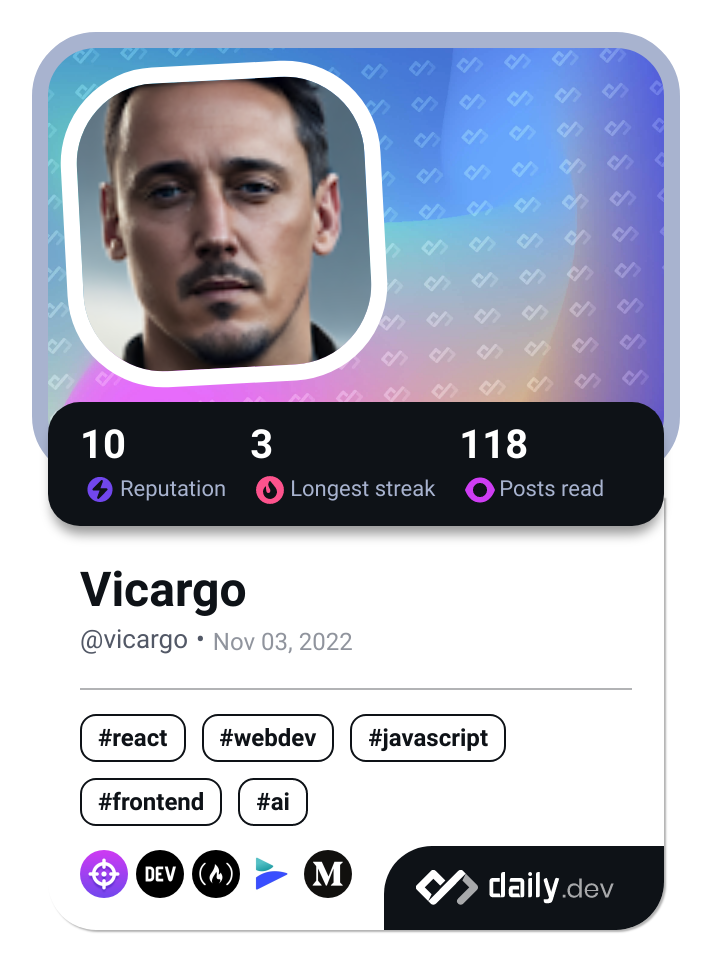 10 3 118
Reputation Longest streak Posts read
Vicargo
@vicargo • Nov 03, 2022
#react #webdev #javascript
#frontend #ai
DEV M daily.dev